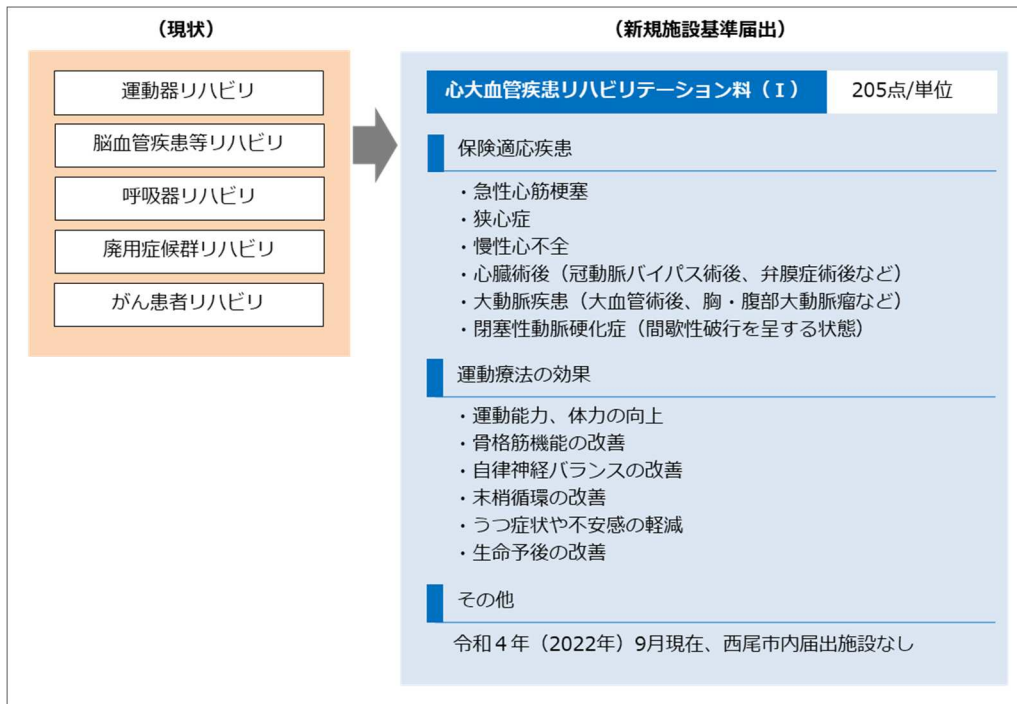 （現状）
運動器リハビリ
脳血管疾患等リハビリ
呼吸器リハビリ
廃用症候群リハビリ
がん患者リハビリ
（新規施設基準届出）
心大血管疾患リハビリテーション料（Ⅰ）
205点/単位
保険適応疾患
・急性心筋梗塞
・狭心症
・慢性心不全
・心臓術後（冠動脈バイパス術後、弁膜症術後など）
・大動脈疾患（大血管術後、胸・腹部大動脈瘤など）
・閉塞性動脈硬化症（間歇性破行を呈する状態）
運動療法の効果
・運動能力、体力の向上
・骨格筋機能の改善
・自律神経バランスの改善
・末梢循環の改善
・うつ症状や不安感の軽減
・生命予後の改善
その他
令和４年（2022年）9月現在、西尾市内届出施設なし